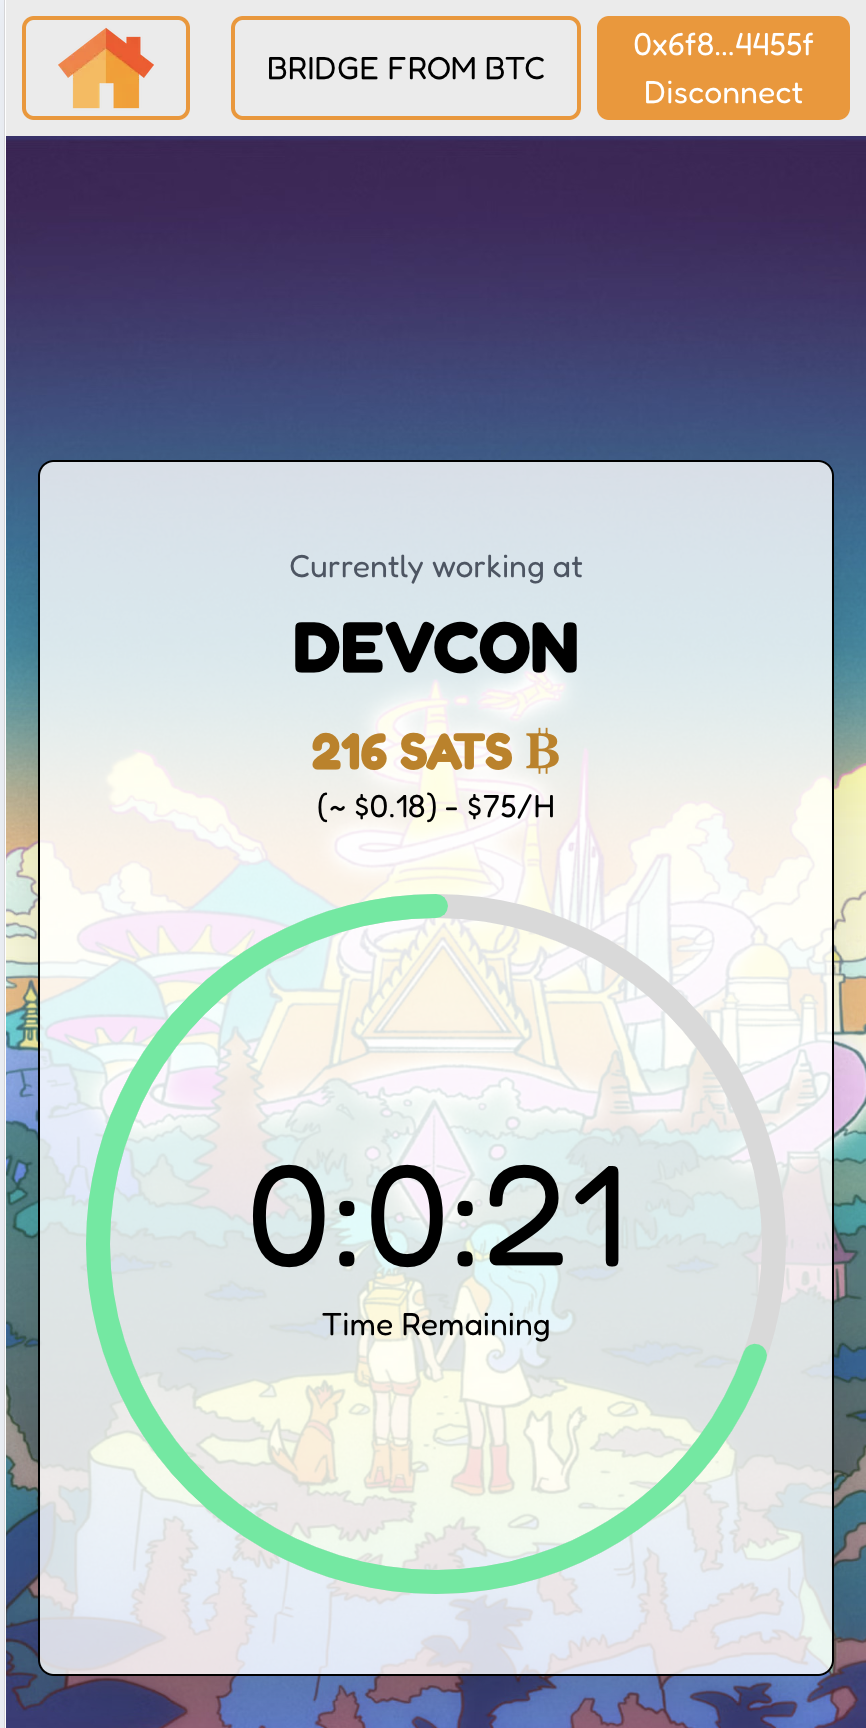 BRIDGE FROM BTC
0x6f8...4455f
Disconnect
Currently working at
DEVCON
216 SATS ₿
(~ $0.18) - $75/H
0:0:21
Time Remaining